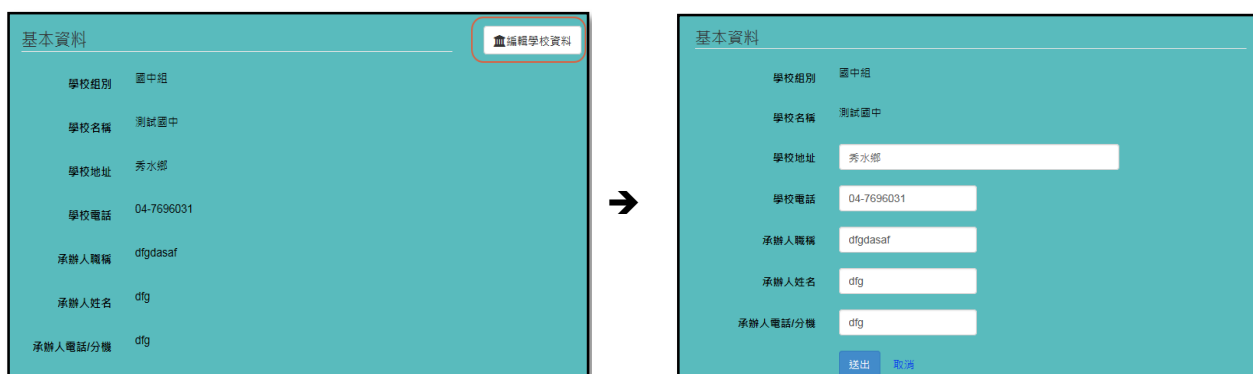 基本資料
編輯學校資料
學校組別 國中組
學校名稱 測試國中
學校地址 秀水鄉
學校電話 04-7696031
承辦人職稱 dfgdasaf
承辦人姓名 dfg
承辦人電話/分機 dfg
➔
基本資料
學校組別 國中組
學校名稱 測試國中
學校地址 秀水鄉
學校電話 04-7696031
承辦人職稱 dfgdasaf
承辦人姓名 dfg
承辦人電話/分機 dfg
送出 取消